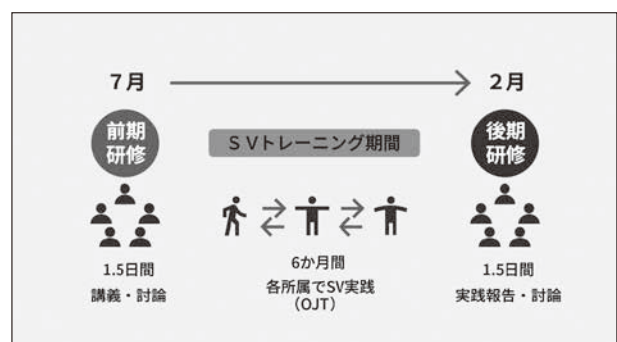 7月
2月
前期
研修
ＳＶトレーニング期間
後期
研修
1.5日間
講義・討論
6か月間
各所属でSV実践
（OJT）
1.5日間
実践報告・討論